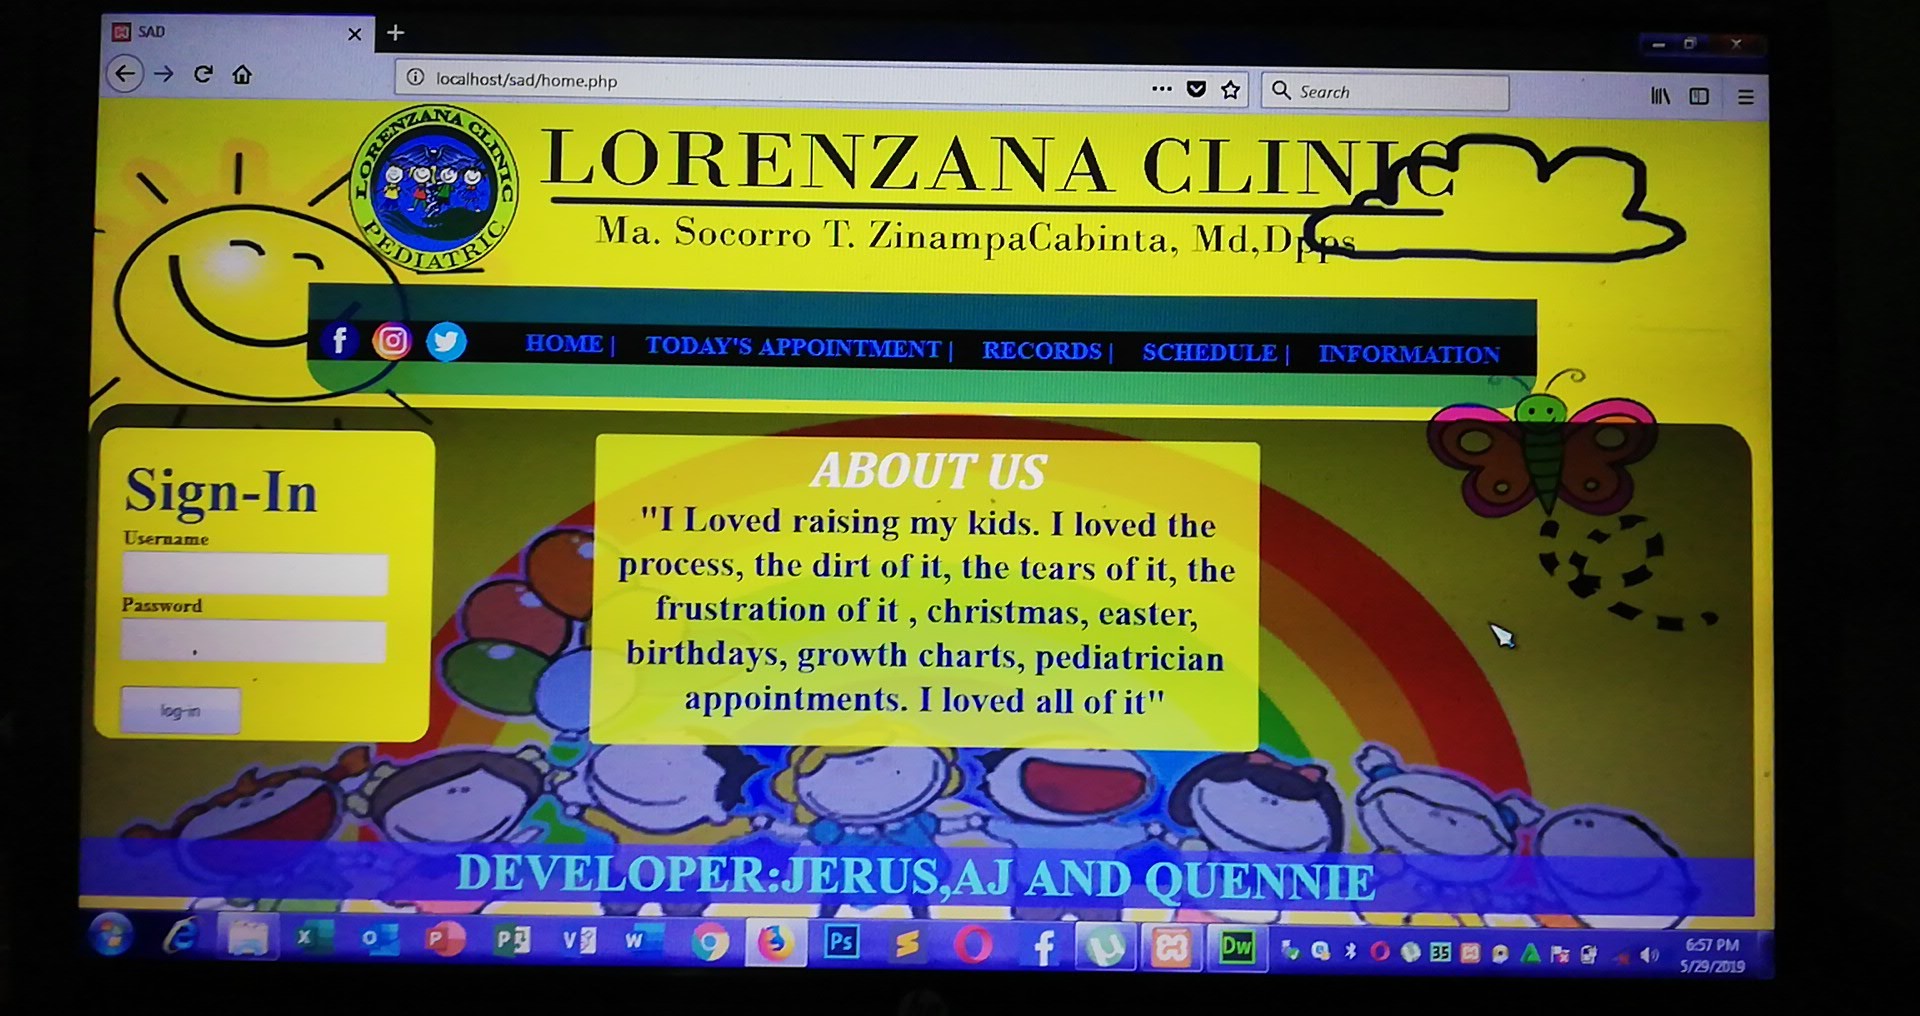 SAD
localhost/sad/home.php
Search
LORENZANA CLINIC
PEDIATRIC
LORENZANA CLINIC
Ma. Socorro T. ZinampaCabinta, Md,Dpps
HOME | TODAY'S APPOINTMENT | RECORDS | SCHEDULE | INFORMATION
Sign-In
Username
Password
log-in
ABOUT US
"I Loved raising my kids. I loved the
process, the dirt of it, the tears of it, the
frustration of it , christmas, easter,
birthdays, growth charts, pediatrician
appointments. I loved all of it"
DEVELOPER:JERUS,AJ AND QUENNIE
Ps
Dw
35
6:57 PM
5/29/2019